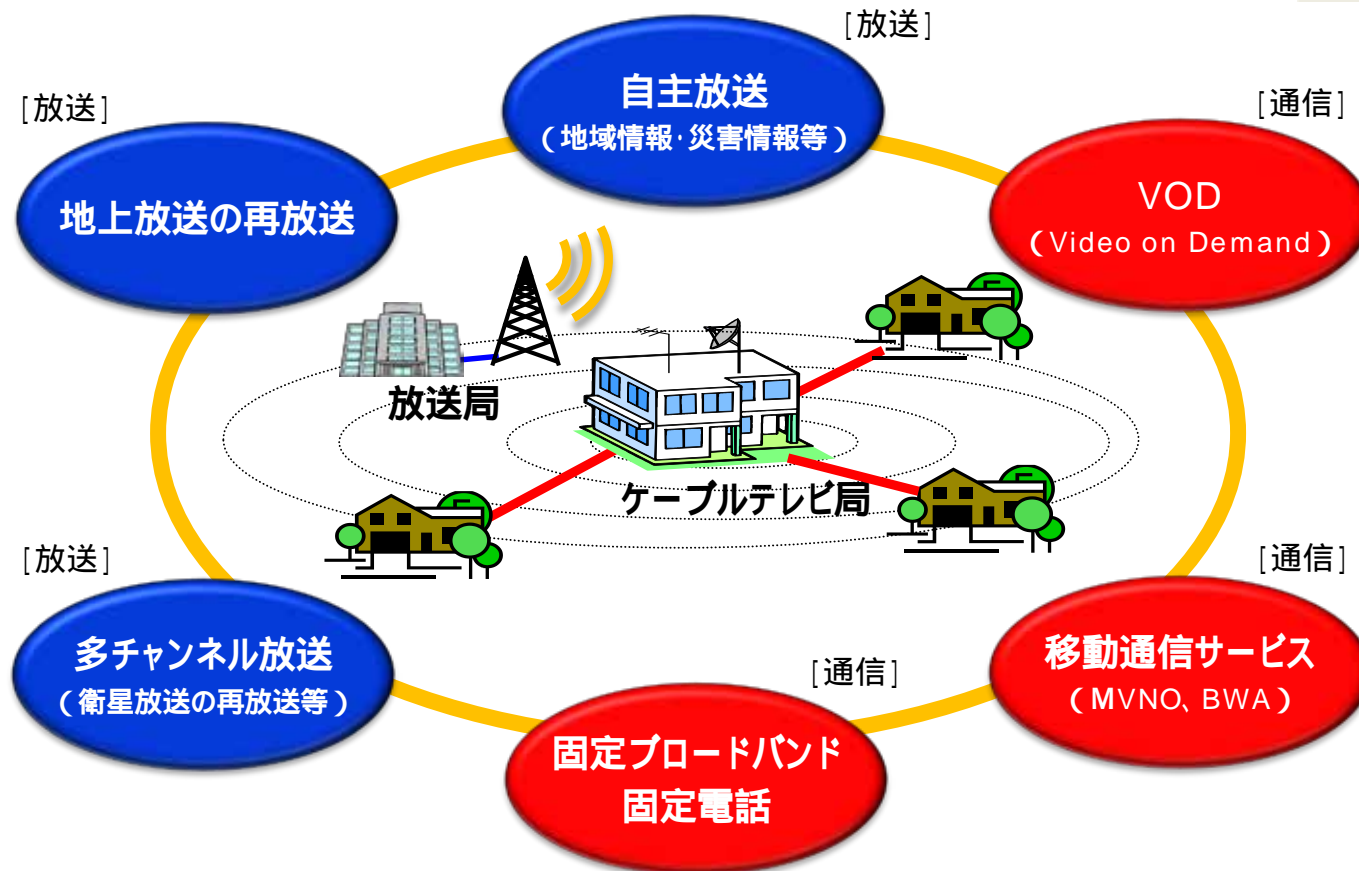 [放送]
自主放送
(地域情報・災害情報等)
[放送]
地上放送の再放送
[通信]
VOD
(Video on Demand)
放送局
ケーブルテレビ局
[放送]
多チャンネル放送
(衛星放送の再放送等)
[通信]
移動通信サービス
(MVNO、BWA)
[通信]
固定ブロードバンド
固定電話